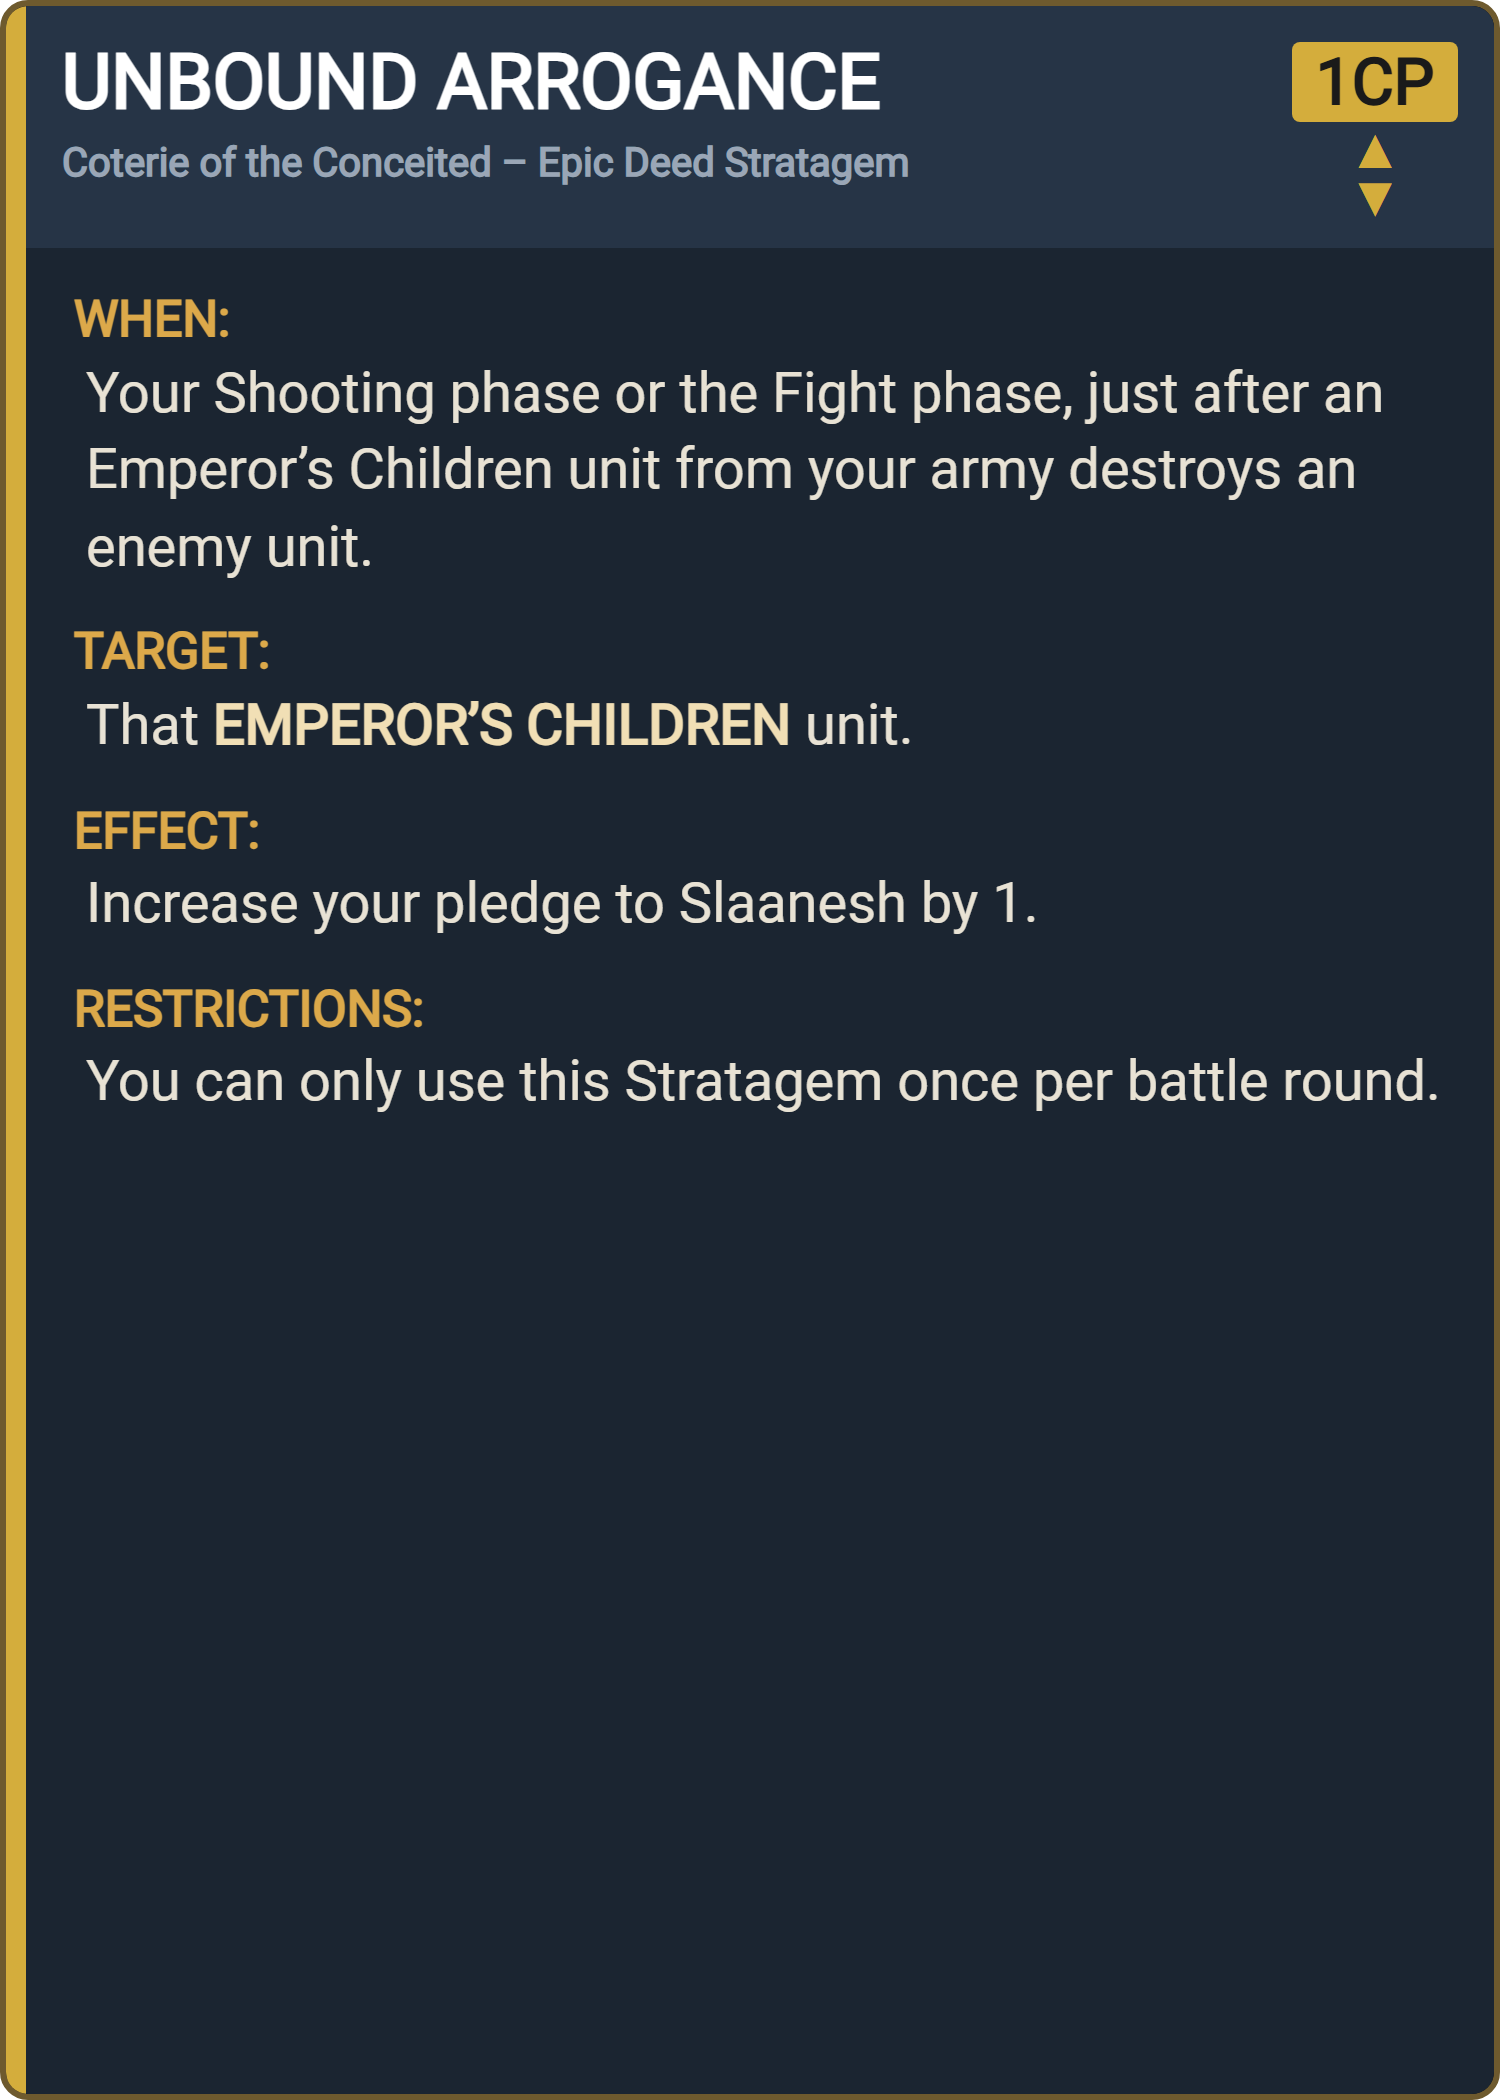 UNBOUND ARROGANCE
1CP
Coterie of the Conceited – Epic Deed Stratagem
WHEN:
Your Shooting phase or the Fight phase, just after an
Emperor’s Children unit from your army destroys an
enemy unit.
TARGET:
That EMPEROR’S CHILDREN unit.
EFFECT:
Increase your pledge to Slaanesh by 1.
RESTRICTIONS:
You can only use this Stratagem once per battle round.